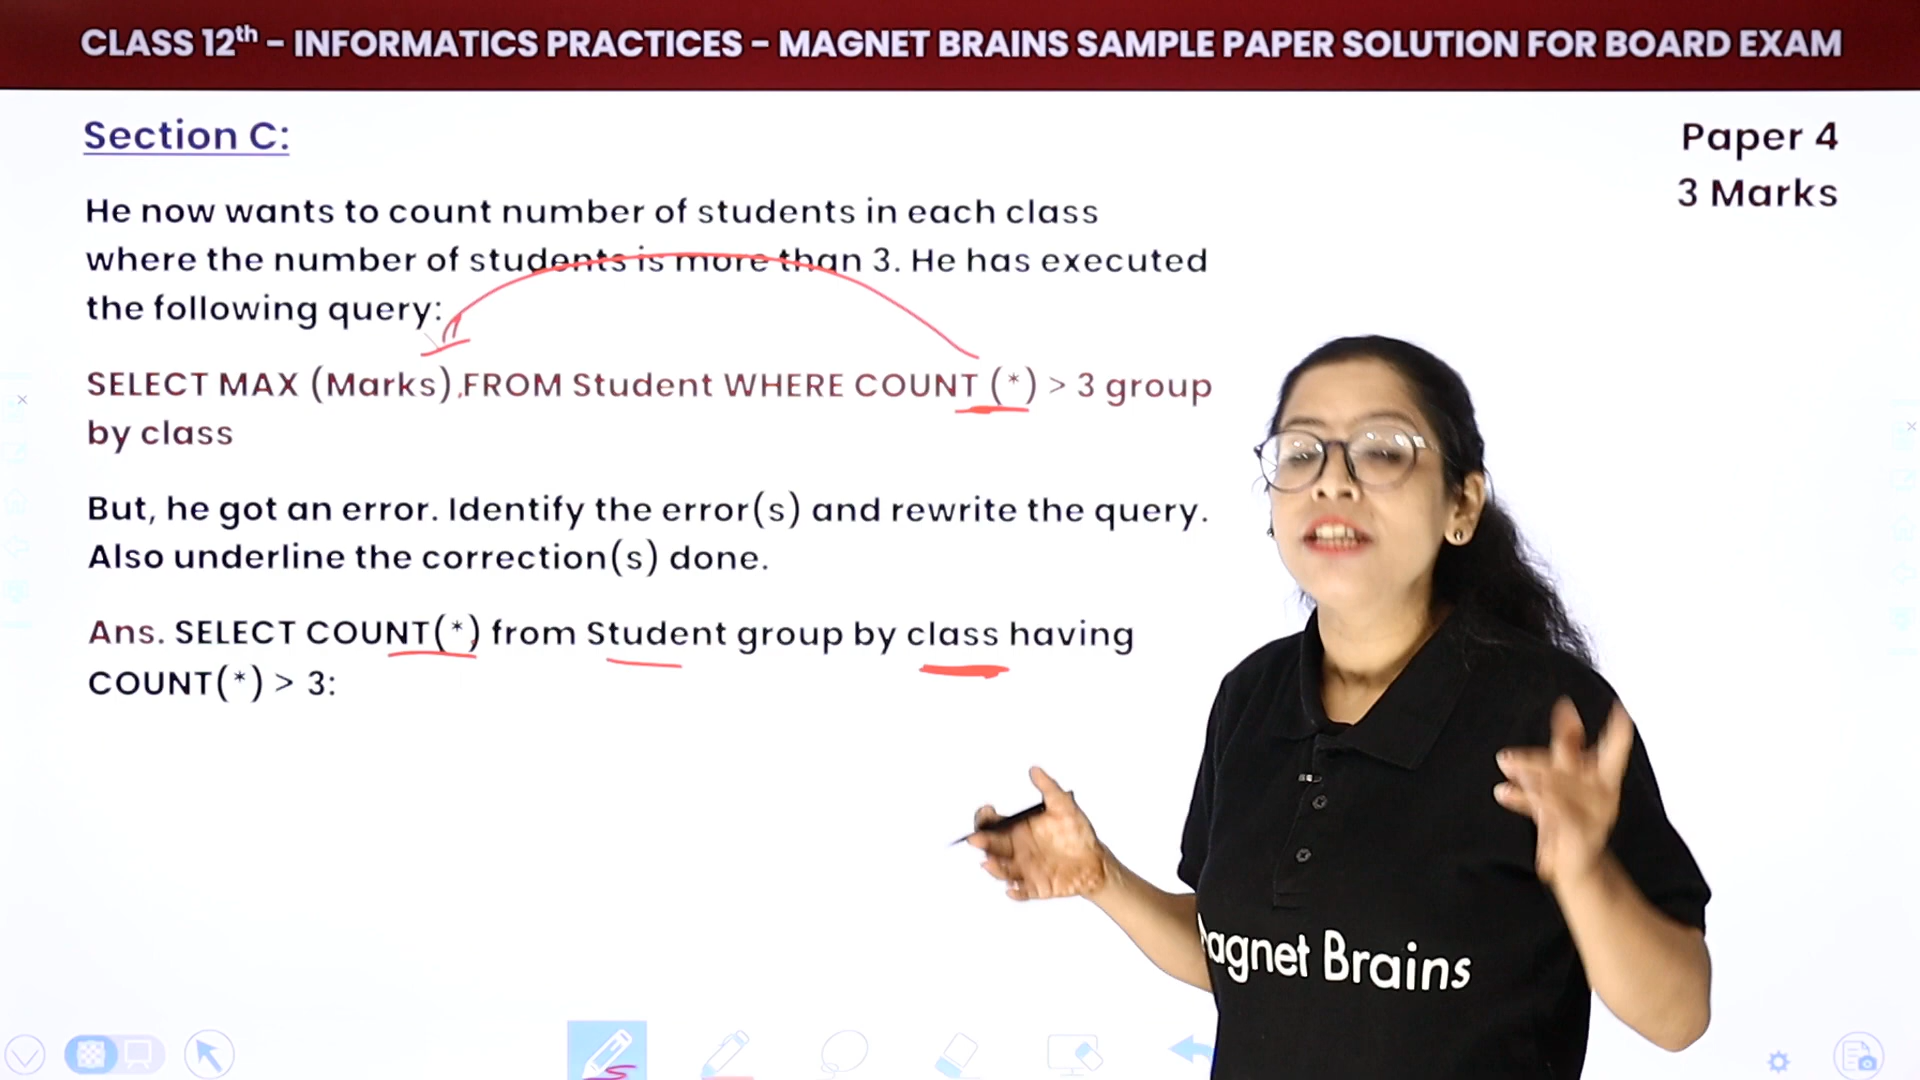 CLASS 12th – INFORMATICS PRACTICES – MAGNET BRAINS SAMPLE PAPER SOLUTION FOR BOARD EXAM
Section C:
Paper 4
3 Marks
He now wants to count number of students in each class
where the number of students is more than 3. He has executed
the following query:
SELECT MAX (Marks),FROM Student WHERE COUNT (*) > 3 group
by class
But, he got an error. Identify the error(s) and rewrite the query.
Also underline the correction(s) done.
Ans. SELECT COUNT(*) from Student group by class having
COUNT(*) > 3:
agnet Brains